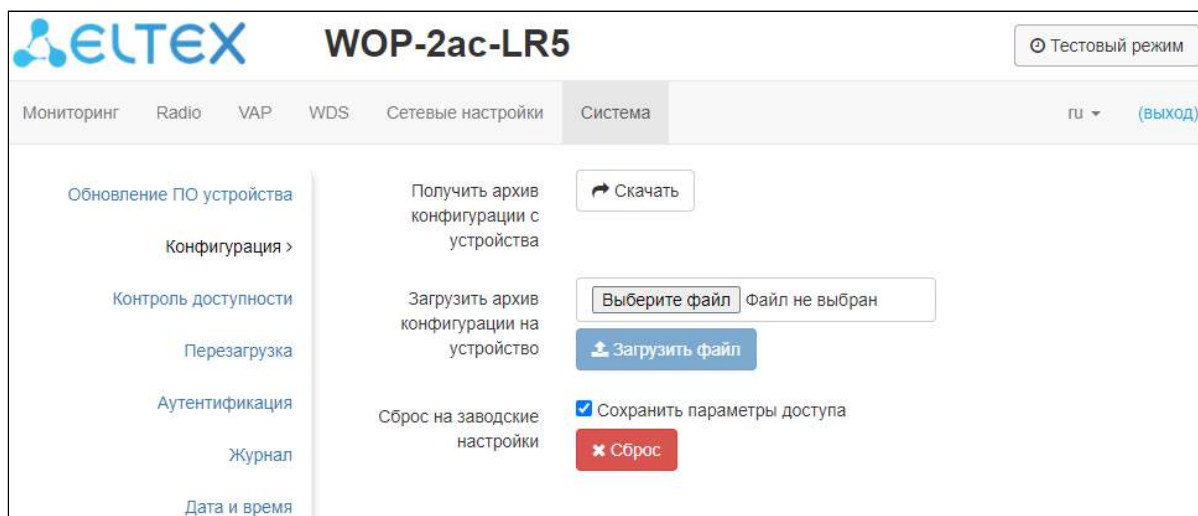 ELTEX WOP-2ac-LR5 Тестовый режим
Мониторинг Radio VAP WDS Сетевые настройки Система ru (выход)
Обновление ПО устройства
Конфигурация >
Контроль доступности
Перезагрузка
Аутентификация
Журнал
Дата и время
Получить архив
конфигурации с
устройства
Скачать
Загрузить архив
конфигурации на
устройство
Выберите файл Файл не выбран
Загрузить файл
Сброс на заводские
настройки
Сохранить параметры доступа
Сброс